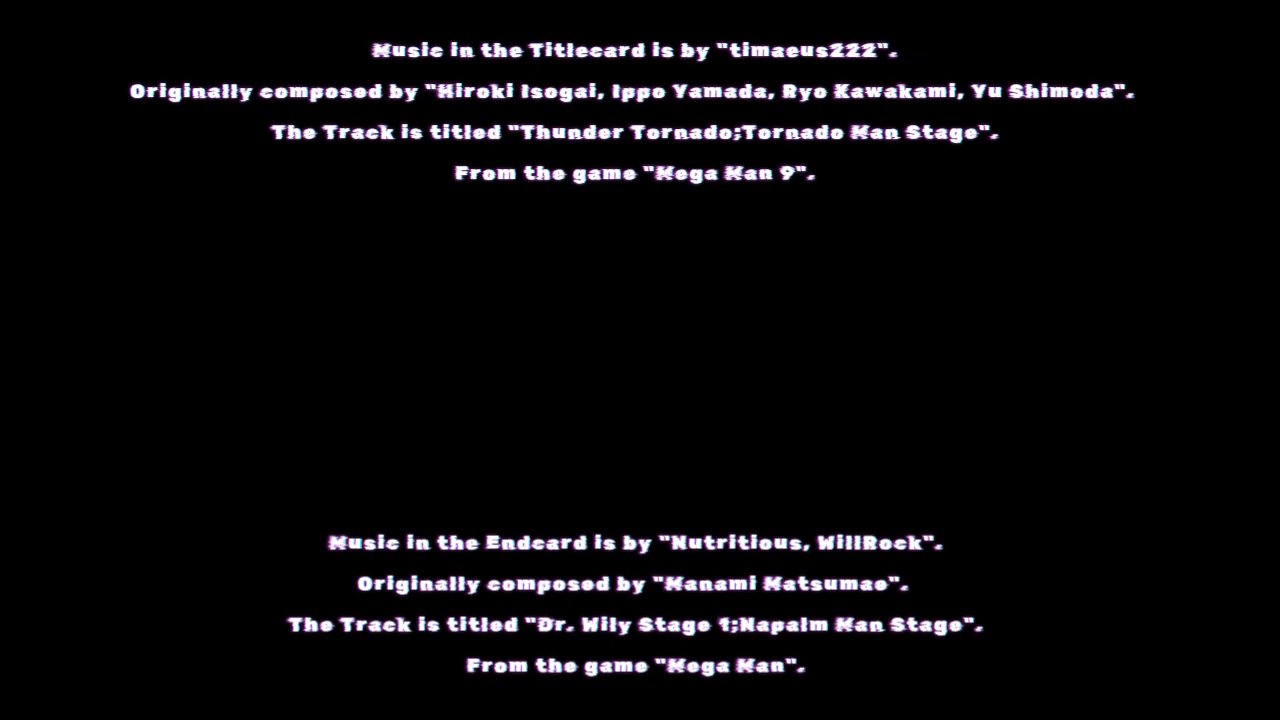 Music in the Titlecard is by "timaeus222".
Originally composed by "Hiroki Isogai, Ippo Yamada, Ryo Kawakami, Yu Shimoda".
The Track is titled "Thunder Tornado;Tornado Man Stage".
From the game "Mega Man 9".
Music in the Endcard is by "Nutritious, WillRock".
Originally composed by "Manami Matsumae".
The Track is titled "Dr. Wily Stage 1;Napalm Man Stage".
From the game "Mega Man".